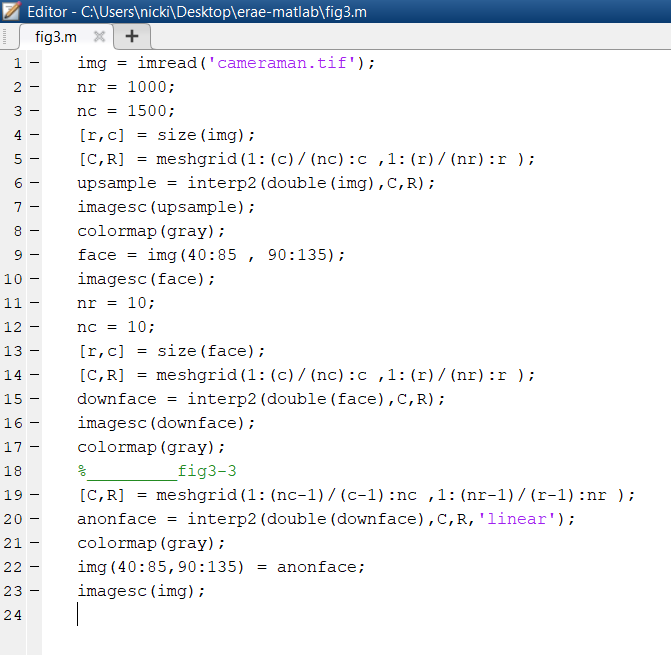 Editor - C:\Users\nicki\Desktop\erae-matlab\fig3.m
fig3.m × +
1 – img = imread('cameraman.tif');
2 – nr = 1000;
3 – nc = 1500;
4 – [r,c] = size(img);
5 – [C,R] = meshgrid(1:(c)/(nc):c ,1:(r)/(nr):r );
6 – upsample = interp2(double(img),C,R);
7 – imagesc(upsample);
8 – colormap(gray);
9 – face = img(40:85 , 90:135);
10 – imagesc(face);
11 – nr = 10;
12 – nc = 10;
13 – [r,c] = size(face);
14 – [C,R] = meshgrid(1:(c)/(nc):c ,1:(r)/(nr):r );
15 – downface = interp2(double(face),C,R);
16 – imagesc(downface);
17 – colormap(gray);
18 %_________fig3-3
19 – [C,R] = meshgrid(1:(nc-1)/(c-1):nc ,1:(nr-1)/(r-1):nr );
20 – anonface = interp2(double(downface),C,R,'linear');
21 – colormap(gray);
22 – img(40:85,90:135) = anonface;
23 – imagesc(img);
24